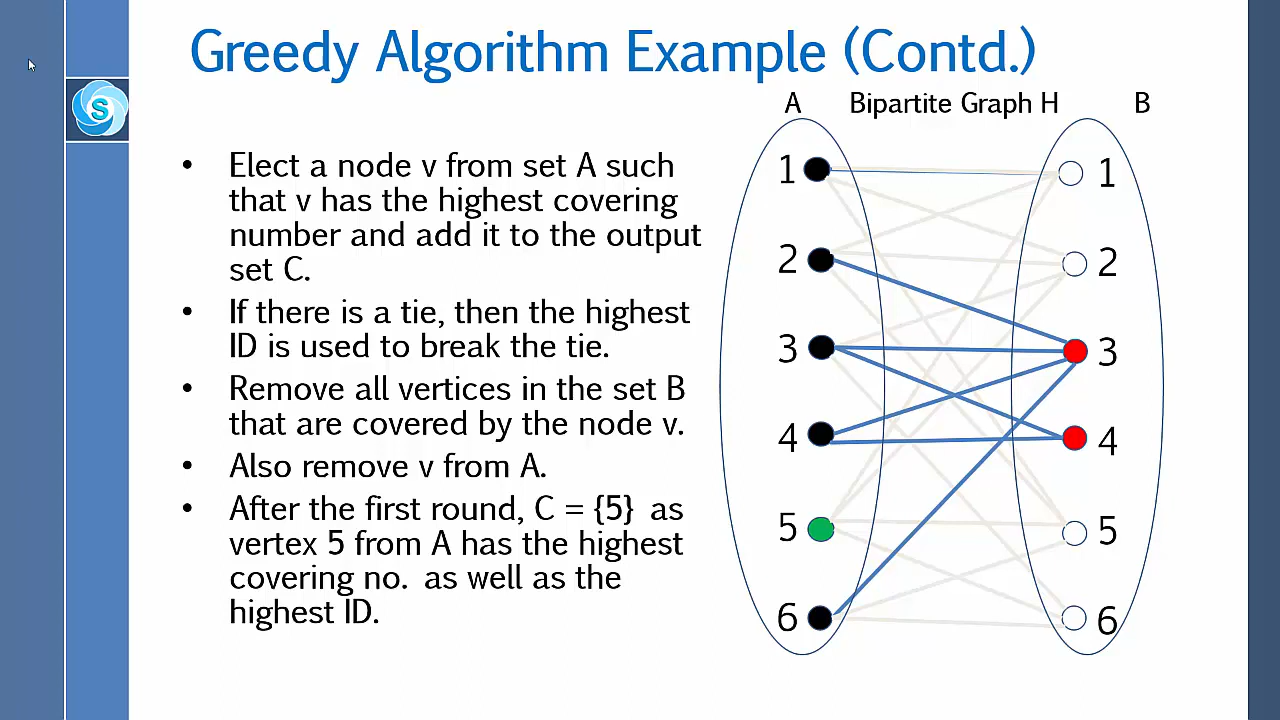 Greedy Algorithm Example (Contd.)
A Bipartite Graph H B
S
• Elect a node v from set A such
that v has the highest covering
number and add it to the output
set C.
• If there is a tie, then the highest
ID is used to break the tie.
• Remove all vertices in the set B
that are covered by the node v.
• Also remove v from A.
• After the first round, C = {5} as
vertex 5 from A has the highest
covering no. as well as the
highest ID.
1 1
2 2
3 3
4 4
5 5
6 6